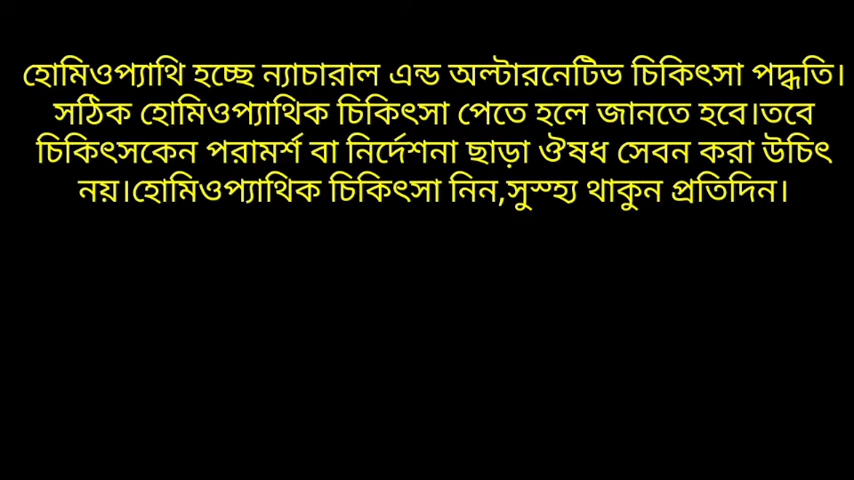 হোমিওপ্যাথি হচ্ছে ন্যাচারাল এন্ড অল্টারনেটিভ চিকিৎসা পদ্ধতি।
সঠিক হোমিওপ্যাথিক চিকিৎসা পেতে হলে জানতে হবে।তবে
চিকিৎসকেন পরামর্শ বা নির্দেশনা ছাড়া ঔষধ সেবন করা উচিৎ
নয়।হোমিওপ্যাথিক চিকিৎসা নিন,সুস্হ্য থাকুন প্রতিদিন।